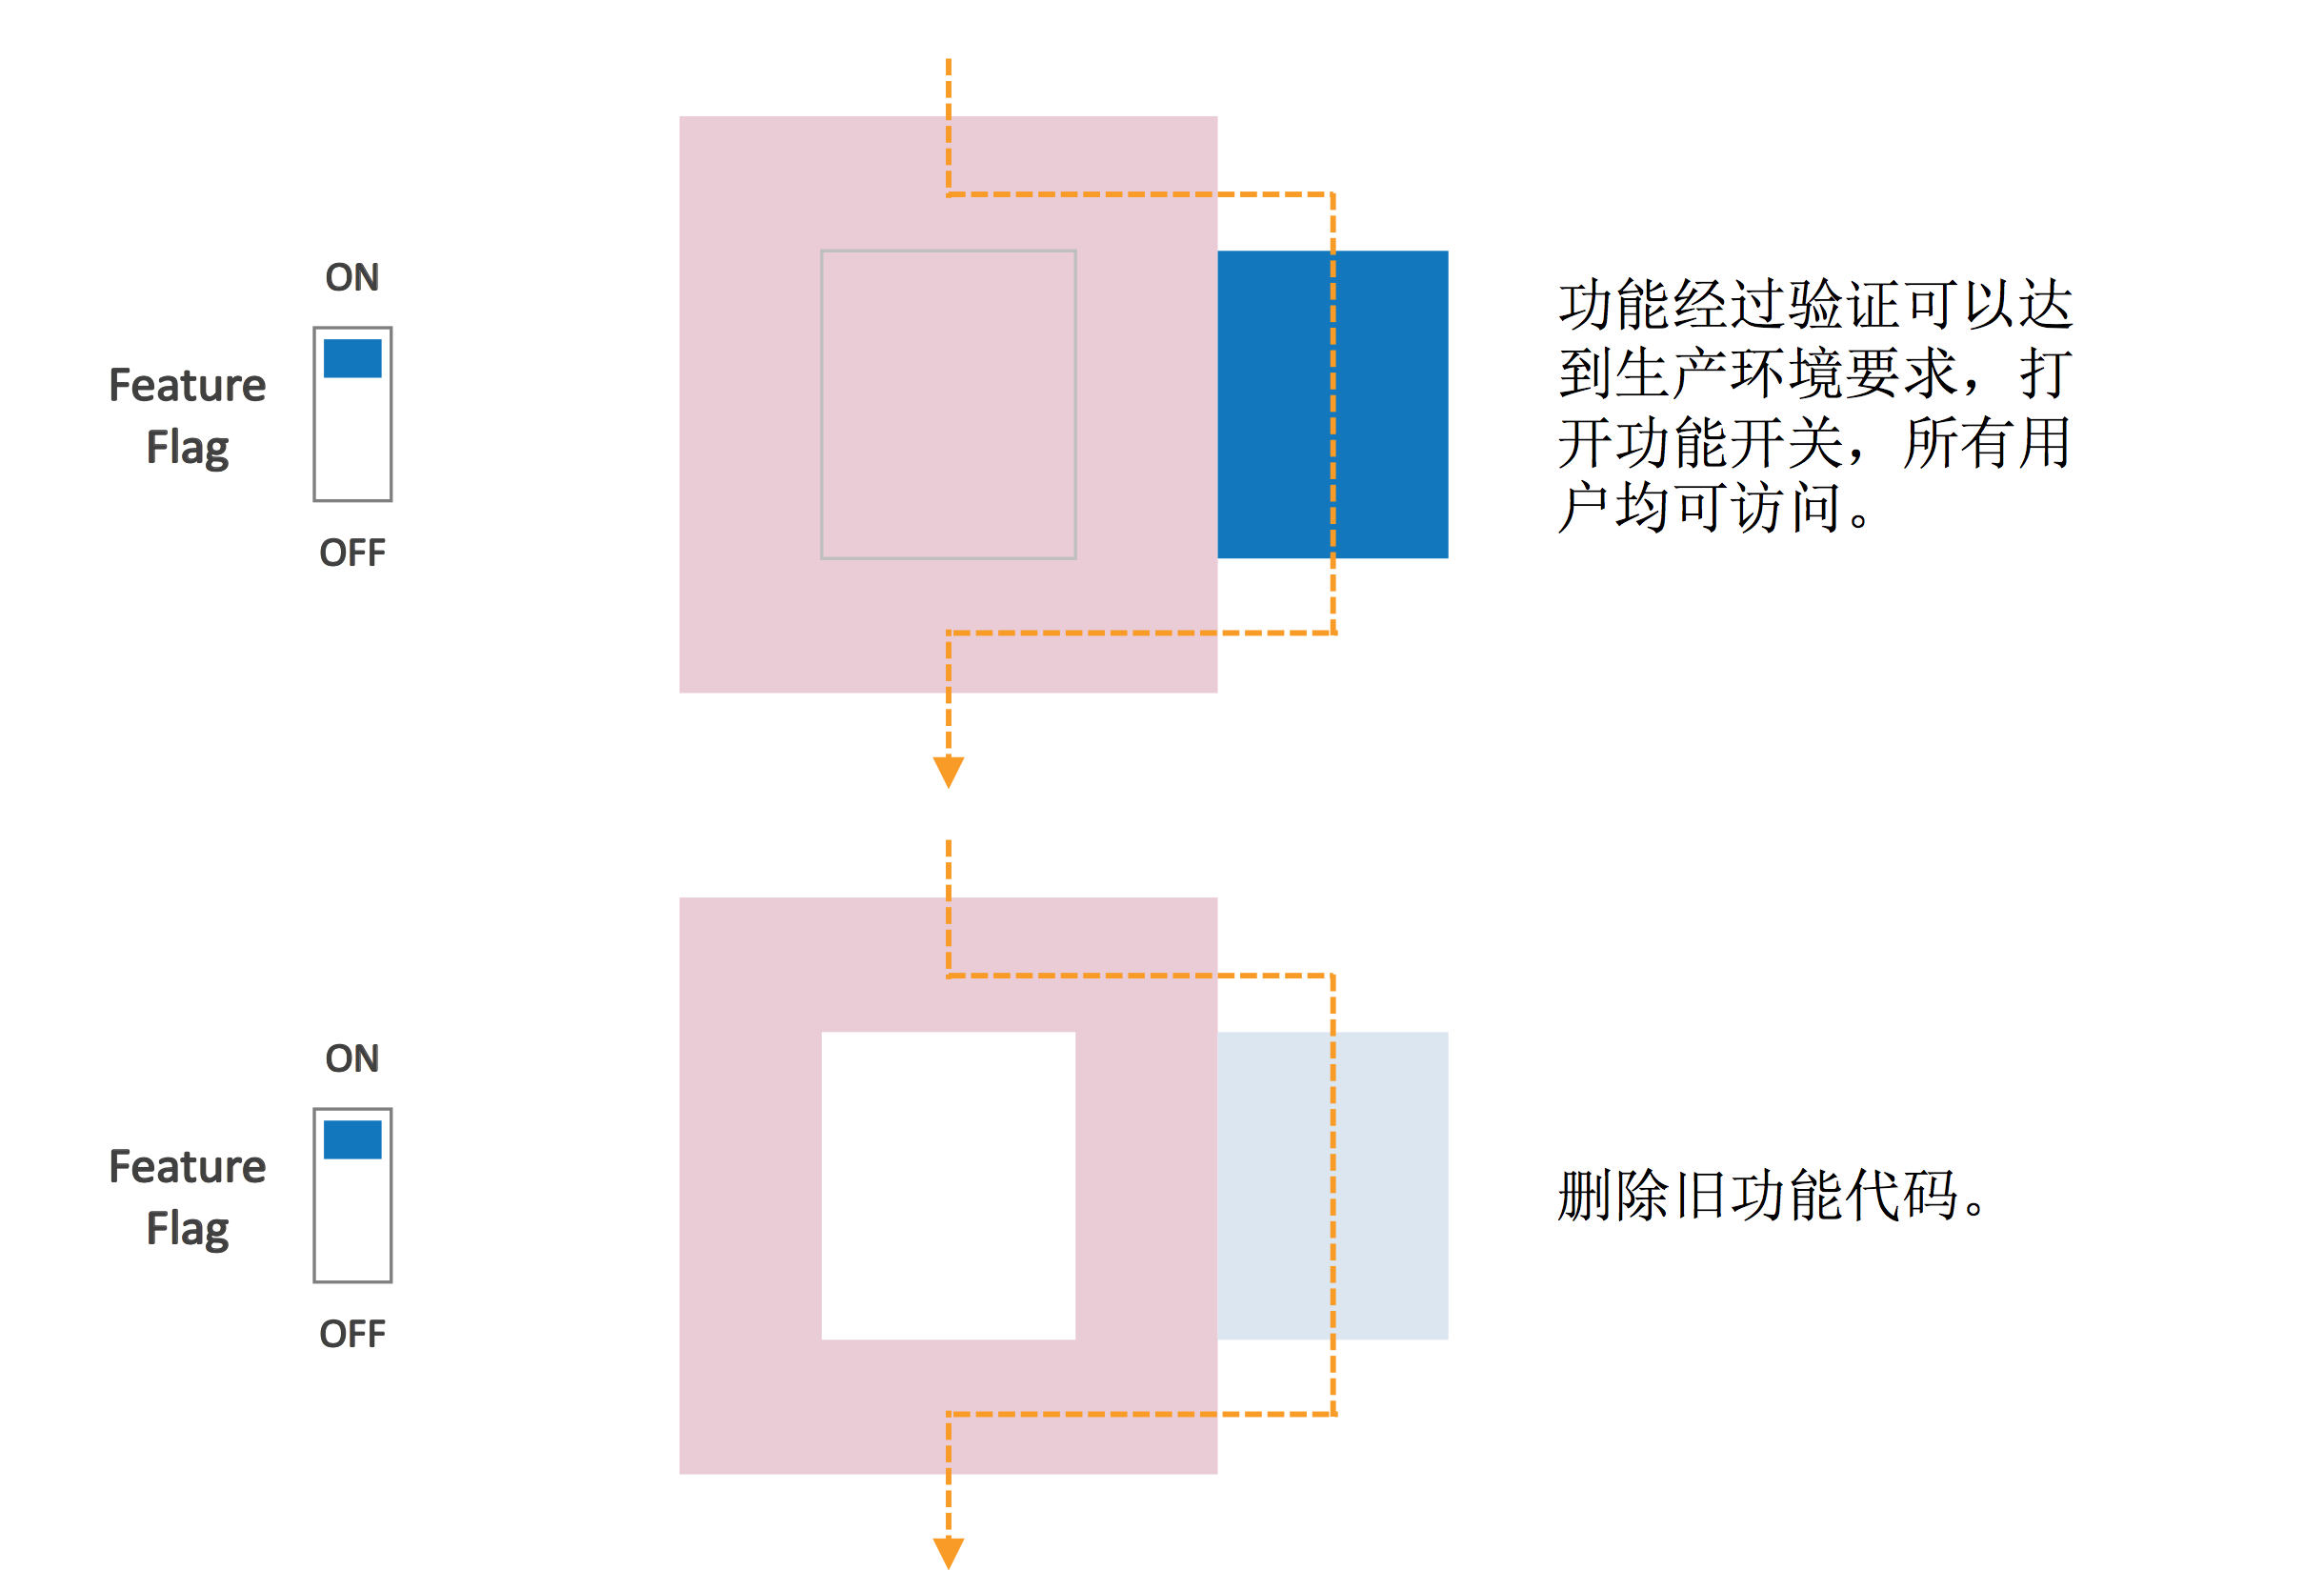 ON
Feature
Flag
OFF
功能经过验证可以达
到生产环境要求，打
开功能开关，所有用
户均可访问。
ON
Feature
Flag
OFF
删除旧功能代码。